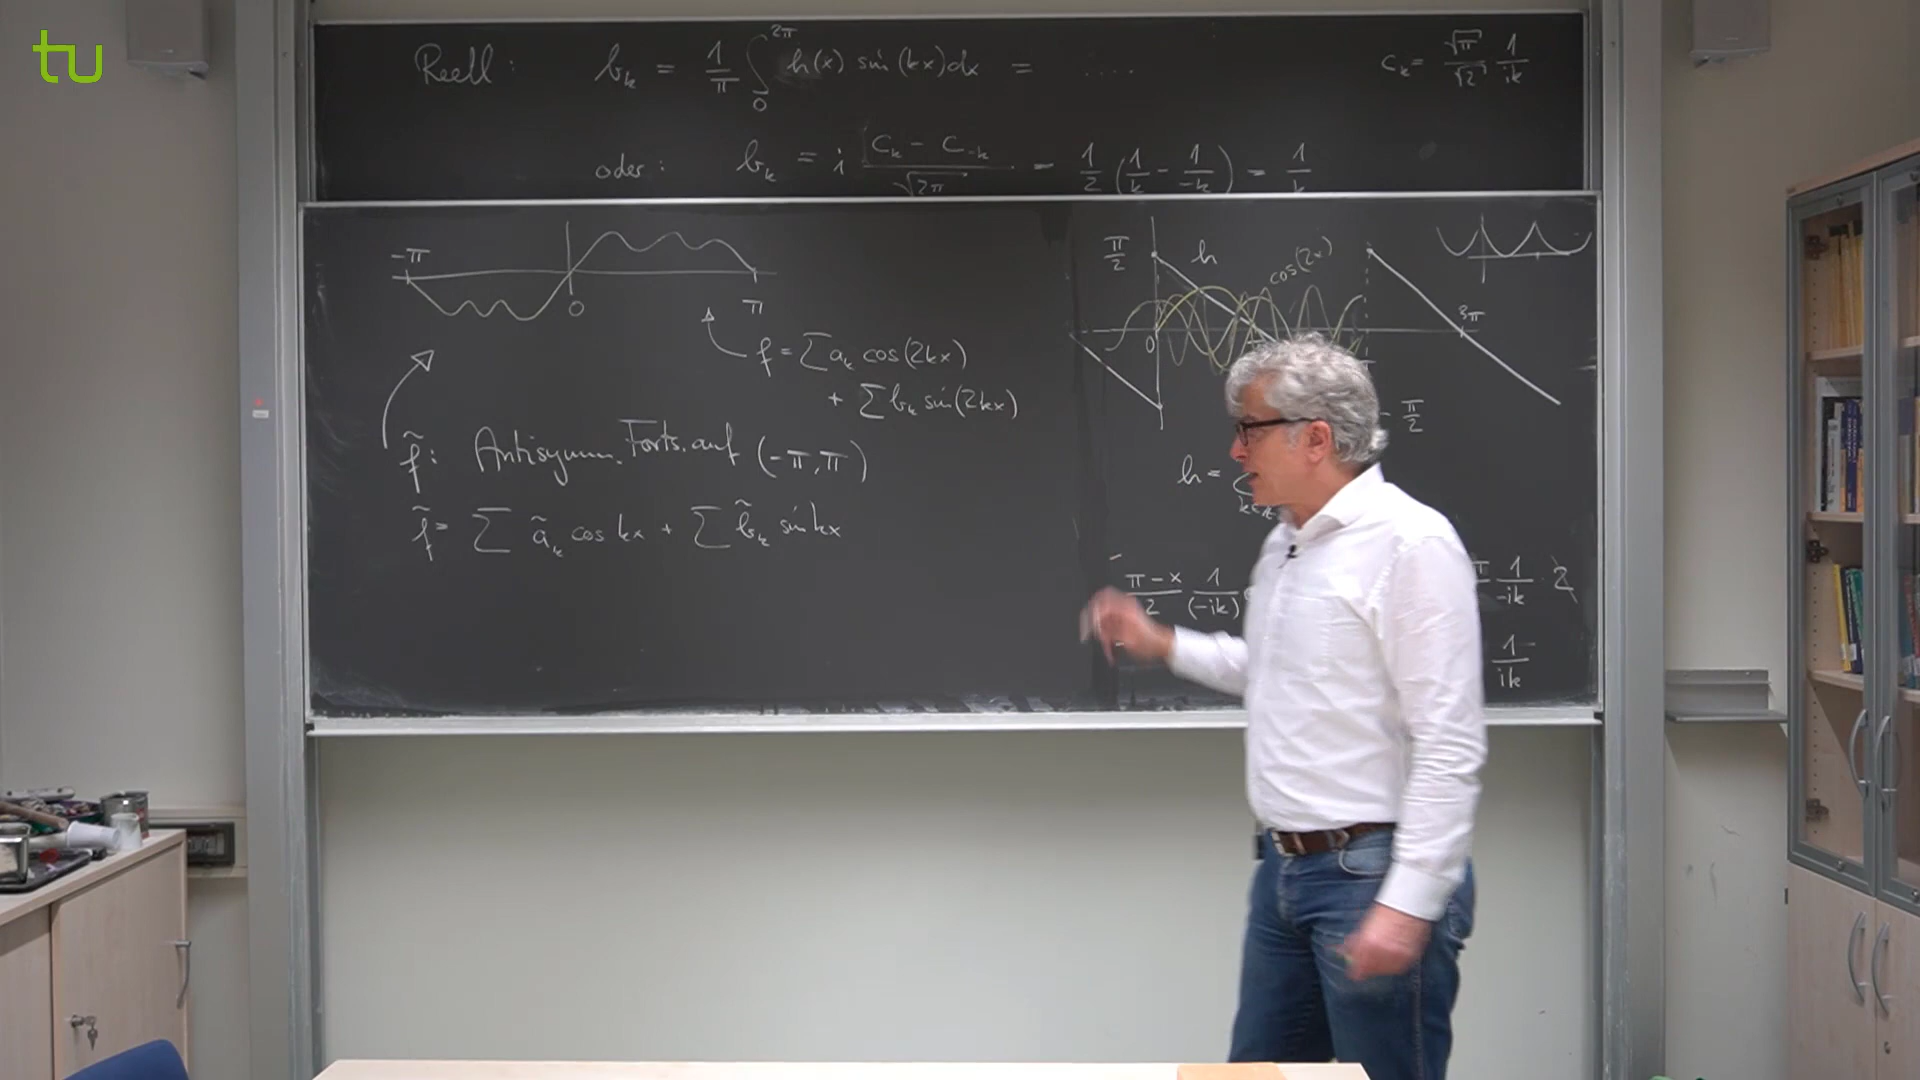 tu
Reell : b_k = 1/π ∫_0^{2π} h(x) sin(kx)dx = ....
c_k = √π/√2 1/ik
oder : b_k = i (c_k - c_{-k})/√2π = 1/2 (1/k - 1/-k) = 1/k
-π 0 π
f = Σ a_k cos(2kx)
+ Σ b_k sin(2kx)
f̃ : Antisymm. Forts. auf (-π, π)
f̃ = Σ ã_k cos kx + Σ b̃_k sin kx
π/2 h cos(2x)
0 3π
- π/2
h =
π-x/2 1/(-ik)
1/-ik · 2
1/ik